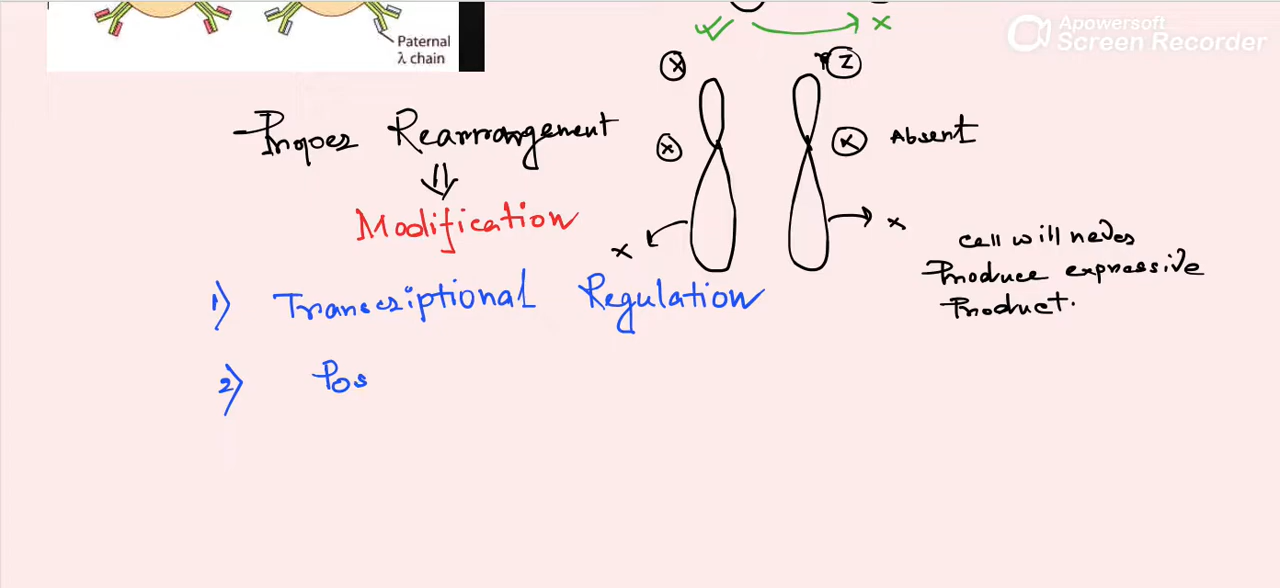 Apowersoft
Screen Recorder
Paternal
λ chain
x
x
z
Proper Rearrangement
x
K Absent
Modification
x
x
cell will never
Produce expressive
Product.
1) Transcriptional Regulation
2) Pos